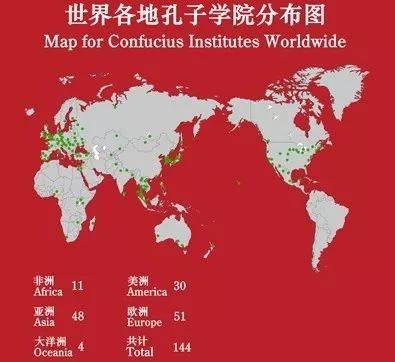 世界各地孔子学院分布图
Map for Confucius Institutes Worldwide
非洲 Africa 11
美洲 America 30
亚洲 Asia 48
欧洲 Europe 51
大洋洲 Oceania 4
共计 Total 144